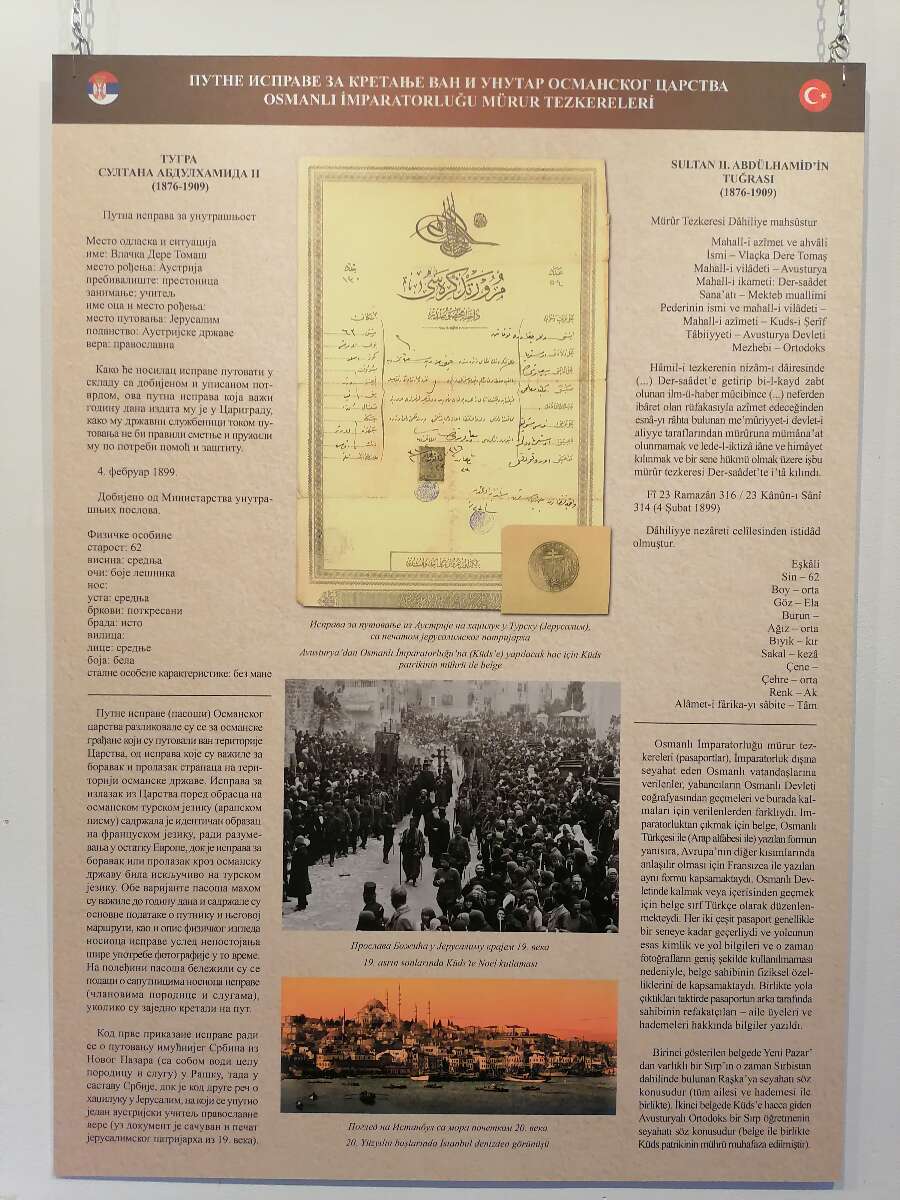 ПУТНЕ ИСПРАВЕ ЗА КРЕТАЊЕ ВАН И УНУТАР ОСМАНСКОГ ЦАРСТВА
OSMANLI İMPARATORLUĞU MÜRUR TEZKERELERİ
ТУГРА
СУЛТАНА АБДУЛХАМИДА II
(1876-1909)
Путна исправа за унутрашњост
Место одласка и ситуација
име: Влачка Дере Томаш
место рођења: Аустрија
пребивалиште: престоница
занимање: учитељ
име оца и место рођења:
место путовања: Јерусалим
поданство: Аустријске државе
вера: православна
Како ће носилац исправе путовати у
складу са добијеном и уписаном пот-
врдом, ова путна исправа која важи
годину дана издата му је у Цариграду,
како му државни службеници током пу-
товања не би правили сметње и пружили
му по потреби помоћ и заштиту.
4. фебруар 1899.
Добијено од Министарства унутра-
шњих послова.
Физичке особине
старост: 62
висина: средња
очи: боје лешника
нос:
уста: средња
бркови: поткресани
брада: исто
вилица:
лице: средње
боја: бела
сталне особене карактеристике: без мане
Путне исправе (пасоши) Османског
царства разликовале су се за османске
грађане који су путовали ван територије
Царства, од исправа које су важиле за
боравак и пролазак странаца на тери-
торији османске државе. Исправа за
излазак из Царства поред обрасца на
османском турском језику (арапском
писму) садржала је и идентичан образац
на француском језику, ради разуме-
вања у остатку Европе, док је исправа за
боравак или пролазак кроз османску
државу била искључиво на турском
језику. Обе варијанте пасоша махом
су важиле до годину дана и садржале су
основне податаке о путнику и његовој
маршрути, као и опис физичког изгледа
носиоца исправе услед непостојања
шире употребе фотографије у то време.
На полеђини пасоша бележили су се
подаци о сапутницима носиоца исправе
(члановима породице и слугама),
уколико су заједно кретали на пут.
Код прве приказане исправе ради
се о путовању имућнијег Србина из
Новог Пазара (са собом води целу
породицу и слугу) у Рашку, тада у
саставу Србије, док је код друге реч о
хаџилуку у Јерусалим, на који се упутио
један аустријски учитељ православне
вере (уз документ је сачуван и печат
јерусалимског патријарха из 19. века).
Исправа за путовање из Аустрије на хаџилук у Турску (Јерусалим),
са печатом јерусалимског патријарха
Avusturya'dan Osmanlı İmparatorluğu'na (Küds'e) yapılacak hac için Küds
patrikinin mührü ile belge
Прослава Божића у Јерусалиму крајем 19. века
19. asrın sonlarında Küds'te Noel kutlaması
Поглед на Истанбул са мора почетком 20. века
20. Yüzyılın başlarında İstanbul denizden görünüşü
SULTAN II. ABDÜLHAMİD'İN
TUĞRASI
(1876-1909)
Mürûr Tezkeresi Dâhiliye mahsûstur
Mahall-i azîmet ve ahvâli
İsmi – Vlaçka Dere Tomaş
Mahall-i vilâdeti – Avusturya
Mahall-i ikameti: Der-saâdet
Sana'atı – Mekteb muallimi
Pederinin ismi ve mahall-i vilâdeti –
Mahall-i azîmeti – Kuds-i Şerîf
Tâbiiyyeti – Avusturya Devleti
Mezhebi – Ortodoks
Hâmil-i tezkerenin nizâm-ı dâiresinde
(...) Der-saâdet'e getirip bi-l-kayd zabt
olunan ilm-ü-haber mûcibince (...) neferden
ibâret olan rüfakasıyla azîmet edeceğinden
esnâ-yı râhta bulunan me'mûriyyet-i devlet-i
aliyye taraflarından mürûruna mümâna'at
olunmamak ve lede-l-iktizâ iâne ve himâyet
kılınmak ve bir sene hükmü olmak üzere işbu
mürûr tezkeresi Der-saâdet'te i'tâ kılındı.
Fî 23 Ramazân 316 / 23 Kânûn-ı Sânî
314 (4 Şubat 1899)
Dâhiliyye nezâreti celîlesinden istidâd
olmuştur.
Eşkâli
Sin – 62
Boy – orta
Göz – Ela
Burun –
Ağız – orta
Bıyık – kır
Sakal – kezâ
Çene –
Çehre – orta
Renk – Ak
Alâmet-i fârika-yı sâbite – Tâm
Osmanlı İmparatorluğu mürur tez-
kereleri (pasaportlar), İmparatorluk dışına
seyahat eden Osmanlı vatandaşlarına
verilenler, yabancıların Osmanlı Devleti
coğrafyasından geçmeleri ve burada kal-
maları için verilenlerden farklıydı. İm-
paratorluktan çıkmak için belge, Osmanlı
Türkçesi ile (Arap alfabesi ile) yazılan formun
yanısıra, Avrupa'nın diğer kısımlarında
anlaşılır olması için Fransızca ile yazılan
aynı formu kapsamaktaydı. Osmanlı Dev-
letinde kalmak veya içerisinden geçmek
için belge sırf Türkçe olarak düzenlen-
mekteydi. Her iki çeşit pasaport genellikle
bir seneye kadar geçerliydi ve yolcunun
esas kimlik ve yol bilgileri ve o zaman
fotoğrafların geniş şekilde kullanılmaması
nedeniyle, belge sahibinin fiziksel özel-
liklerini de kapsamaktaydı. Birlikte yola
çıktıkları taktirde pasaportun arka tarafında
sahibinin refakatçıları – aile üyeleri ve
hademeleri hakkında bilgiler yazıldı.
Birinci gösterilen belgede Yeni Pazar'
dan varlıklı bir Sırp'ın o zaman Sırbistan
dahilinde bulunan Raşka'ya seyahatı söz
konusudur (tüm ailesi ve hademesi ile
birlikte). İkinci belgede Küds'e hacca giden
Avusturyalı Ortodoks bir Sırp öğretmenin
seyahati söz konusudur (belge ile birlikte
Küds patrikinin mührü muhafaza edilmiştir).